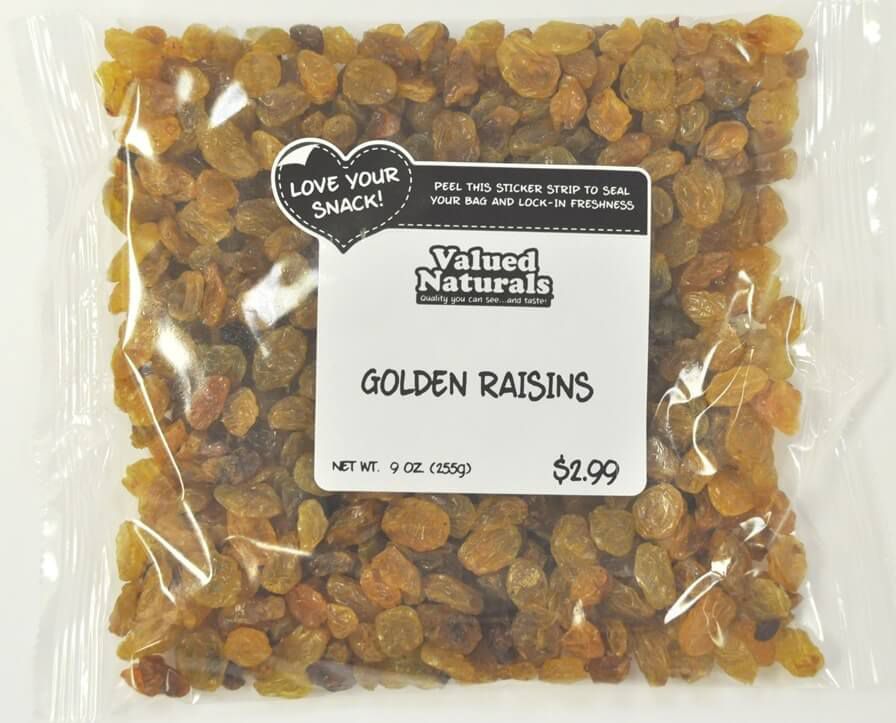 LOVE YOUR
SNACK!
PEEL THIS STICKER STRIP TO SEAL
YOUR BAG AND LOCK-IN FRESHNESS
Valued
Naturals
Quality you can see...and taste!
GOLDEN RAISINS
NET WT. 9 OZ (255g)
$2.99